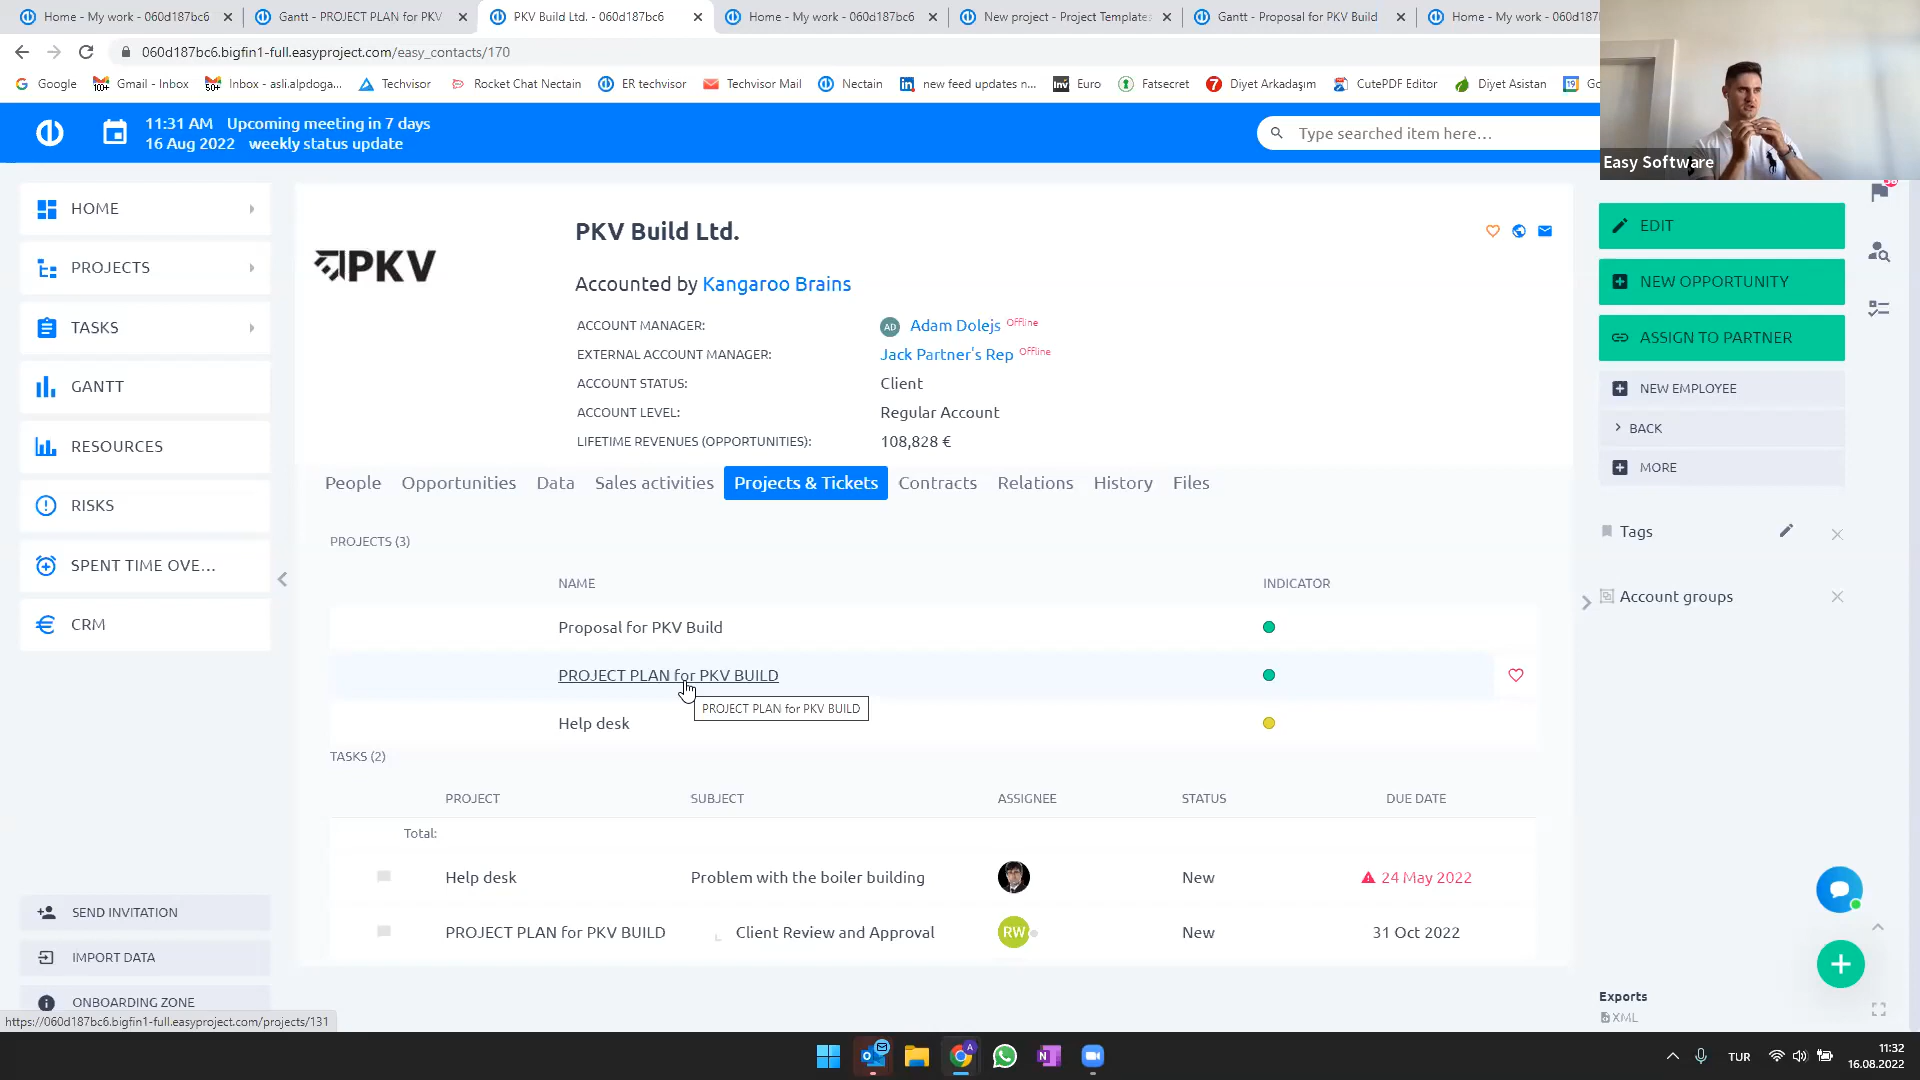 Home - My work - 060d187bc6
Gantt - PROJECT PLAN for PKV
PKV Build Ltd. - 060d187bc6
Home - My work - 060d187bc6
New project - Project Templates
Gantt - Proposal for PKV Build
Home - My work - 060d187
060d187bc6.bigfin1-full.easyproject.com/easy_contacts/170
Google
Gmail - Inbox
Inbox - asli.alpdoga...
Techvisor
Rocket Chat Nectain
ER techvisor
Techvisor Mail
Nectain
new feed updates n...
Euro
Fatsecret
Diyet Arkadaşım
CutePDF Editor
Diyet Asistan
11:31 AM Upcoming meeting in 7 days
16 Aug 2022 weekly status update
Type searched item here...
Easy Software
HOME
PROJECTS
TASKS
GANTT
RESOURCES
RISKS
SPENT TIME OVE...
CRM
SEND INVITATION
IMPORT DATA
ONBOARDING ZONE
https://060d187bc6.bigfin1-full.easyproject.com/projects/131
PKV
PKV Build Ltd.
Accounted by Kangaroo Brains
ACCOUNT MANAGER: AD Adam Dolejs Offline
EXTERNAL ACCOUNT MANAGER: Jack Partner's Rep Offline
ACCOUNT STATUS: Client
ACCOUNT LEVEL: Regular Account
LIFETIME REVENUES (OPPORTUNITIES): 108,828 €
People Opportunities Data Sales activities Projects & Tickets Contracts Relations History Files
PROJECTS (3)
NAME INDICATOR
Proposal for PKV Build
PROJECT PLAN for PKV BUILD
PROJECT PLAN for PKV BUILD
Help desk
TASKS (2)
PROJECT SUBJECT ASSIGNEE STATUS DUE DATE
Total:
Help desk Problem with the boiler building New 24 May 2022
PROJECT PLAN for PKV BUILD Client Review and Approval RW New 31 Oct 2022
EDIT
NEW OPPORTUNITY
ASSIGN TO PARTNER
NEW EMPLOYEE
BACK
MORE
Tags
Account groups
Exports
XML
TUR
11:32
16.08.2022